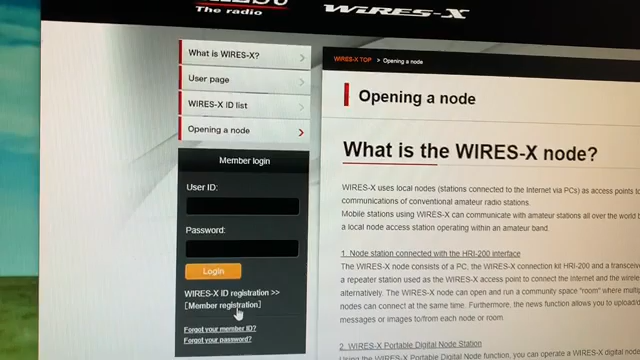 The radio
WIRES-X
What is WIRES-X?
User page
WIRES-X ID list
Opening a node
Member login
User ID:
Password:
Login
WIRES-X ID registration >>
[Member registration]
Forgot your member ID?
Forgot your password?
WIRES-X TOP > Opening a node
Opening a node
What is the WIRES-X node?
WIRES-X uses local nodes (stations connected to the Internet via PCs) as access points to
communications of conventional amateur radio stations.
Mobile stations using WIRES-X can communicate with amateur stations all over the world b
a local node access station operating within an amateur band.
1. Node station connected with the HRI-200 interface
The WIRES-X node consists of a PC, the WIRES-X connection kit HRI-200 and a transceiv
a repeater station used as the WIRES-X access point to connect the internet and the wirele
alternatively. The WIRES-X node can open and run a community space "room" where multip
nodes can connect at the same time. Furthermore, the news function allows you to upload/d
messages or images to/from each node or room.
2. WIRES-X Portable Digital Node Station
Using the WIRES-X Portable Digital Node Function, you can operate a WIRES-X digital node